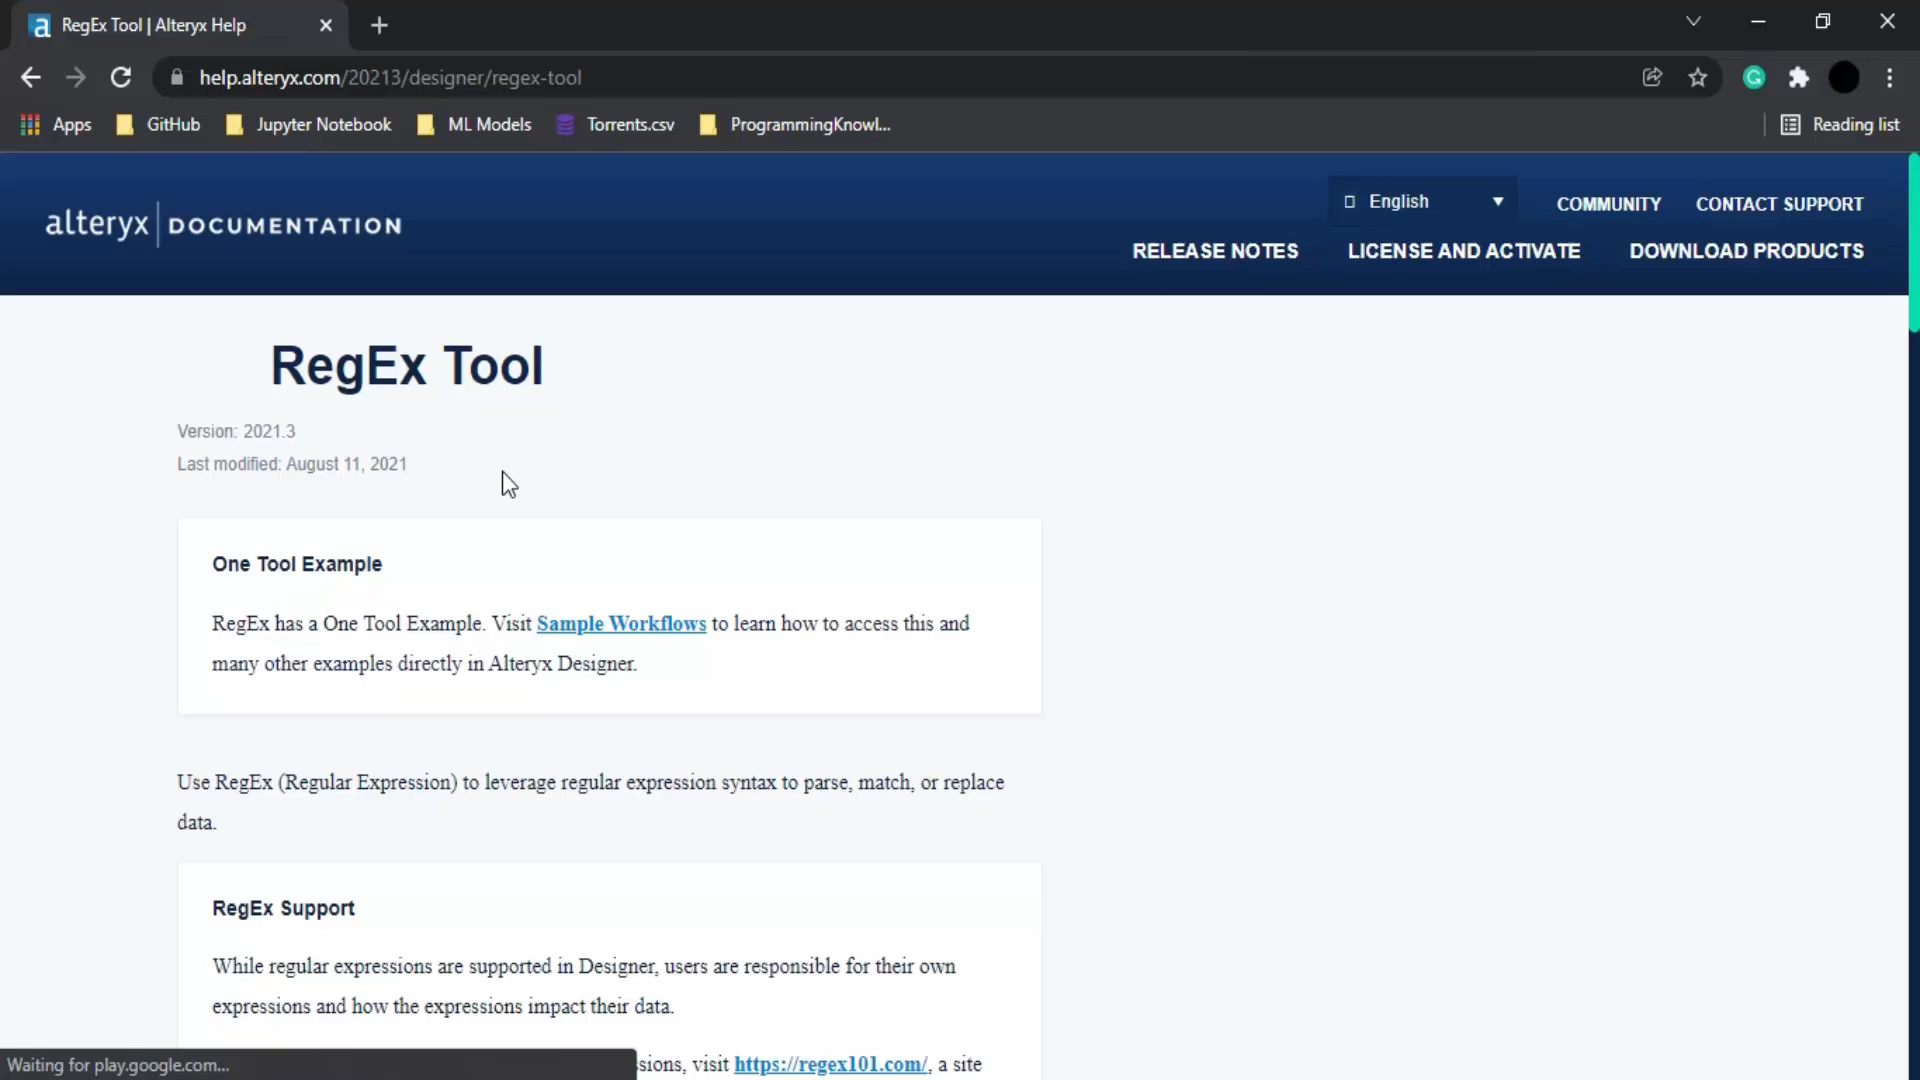 RegEx Tool | Alteryx Help
help.alteryx.com/20213/designer/regex-tool
Apps GitHub Jupyter Notebook ML Models Torrents.csv ProgrammingKnowl... Reading list
alteryx DOCUMENTATION
English COMMUNITY CONTACT SUPPORT
RELEASE NOTES LICENSE AND ACTIVATE DOWNLOAD PRODUCTS
RegEx Tool
Version: 2021.3
Last modified: August 11, 2021
One Tool Example
RegEx has a One Tool Example. Visit Sample Workflows to learn how to access this and
many other examples directly in Alteryx Designer.
Use RegEx (Regular Expression) to leverage regular expression syntax to parse, match, or replace
data.
RegEx Support
While regular expressions are supported in Designer, users are responsible for their own
expressions and how the expressions impact their data.
sions, visit https://regex101.com/, a site
Waiting for play.google.com...